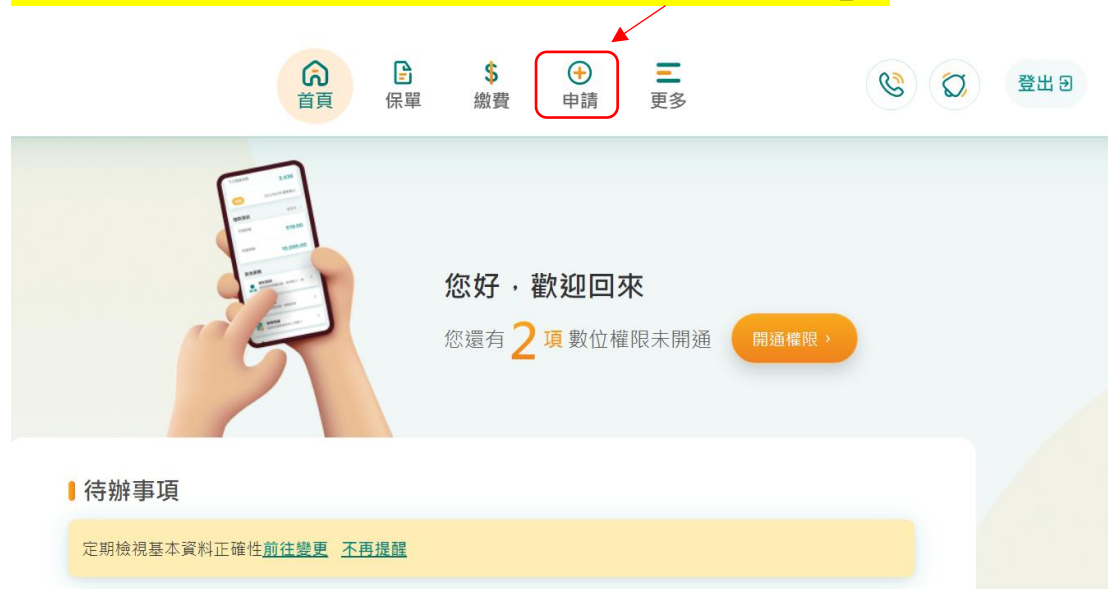 首頁
保單
繳費
申請
更多
登出
您好，歡迎回來
您還有 2 項 數位權限未開通
開通權限 ›
待辦事項
定期檢視基本資料正確性前往變更 不再提醒